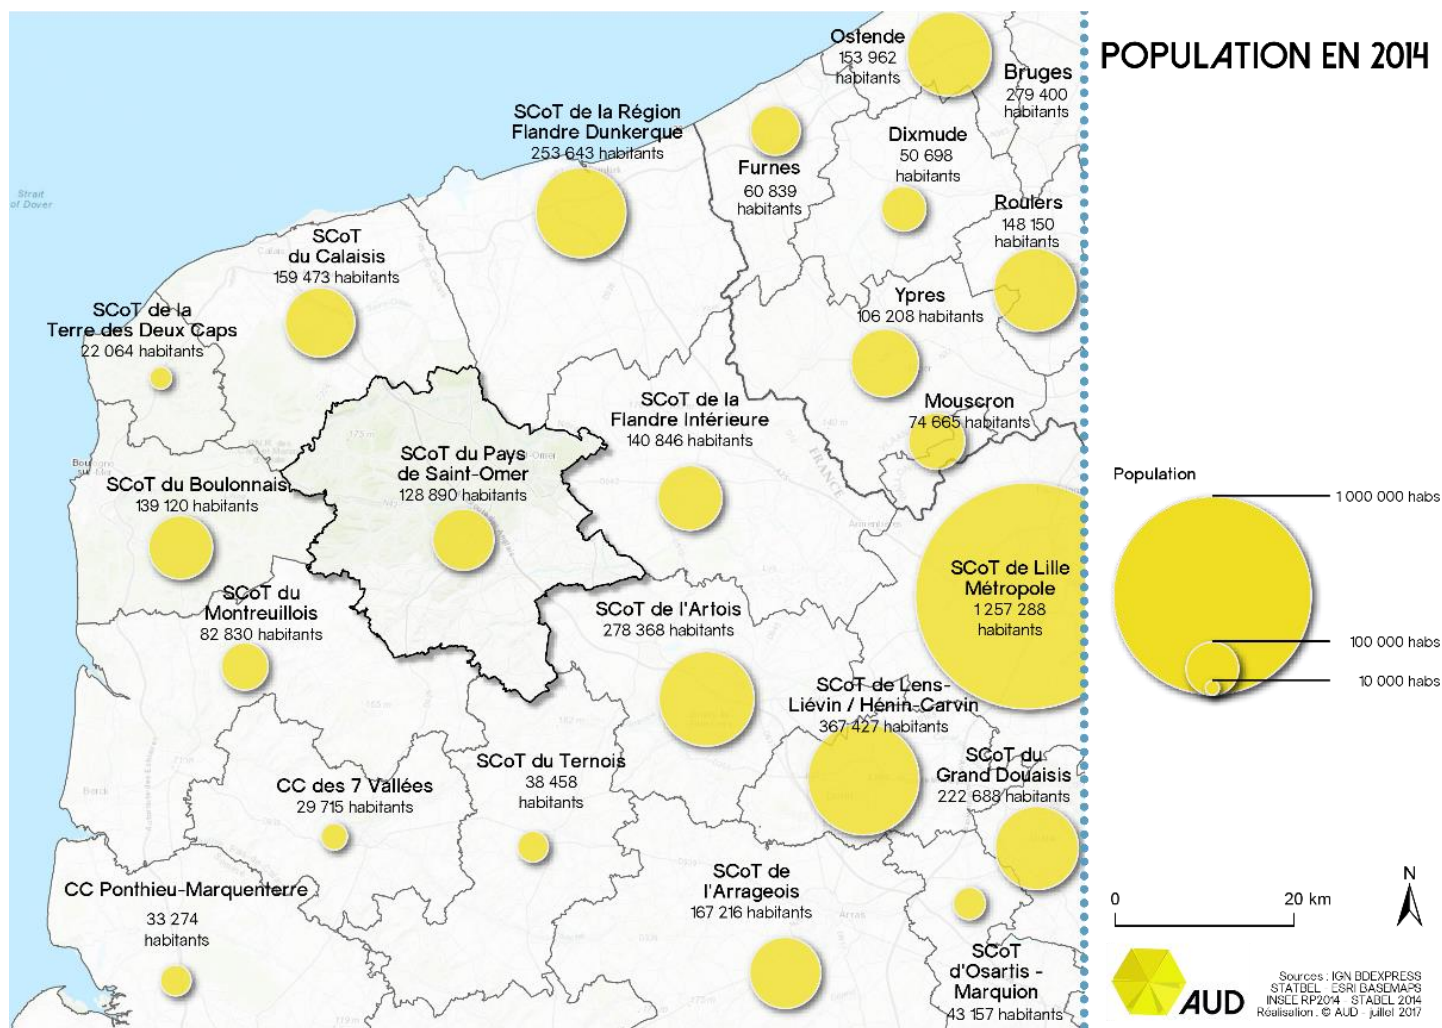 POPULATION EN 2014
Ostende
153 962
habitants
Bruges
279 400
habitants
SCoT de la Région
Flandre Dunkerque
253 643 habitants
Dixmude
50 698
habitants
Furnes
60 839
habitants
Strait
of Dover
Roulers
148 150
habitants
SCoT
du Calaisis
159 473 habitants
Ypres
106 208 habitants
SCoT de la
Terre des Deux Caps
22 064 habitants
SCoT de la
Flandre Intérieure
140 846 habitants
Mouscron
74 665 habitants
SCoT du Pays
de Saint-Omer
128 890 habitants
FRANCE
SCoT du Boulonnais
139 120 habitants
Armentières
SCoT de Lille
Métropole
1 257 288
habitants
SCoT du
Montreuillois
82 830 habitants
SCoT de l'Artois
278 368 habitants
SCoT de Lens-
Liévin / Hénin-Carvin
367 427 habitants
SCoT du
Grand Douaisis
222 688 habitants
SCoT du Ternois
38 458
habitants
CC des 7 Vallées
29 715 habitants
Berck
SCoT de
l'Arrageois
167 216 habitants
Arras
CC Ponthieu-Marquenterre
33 274
habitants
SCoT
d'Osartis -
Marquion
43 157 habitants
Population
1 000 000 habs
100 000 habs
10 000 habs
N
0 20 km
AUD
Sources : IGN BDEXPRESS
STATBEL - ESRI BASEMAPS
INSEE RP2014 - STABEL 2014
Réalisation : © AUD - juillet 2017